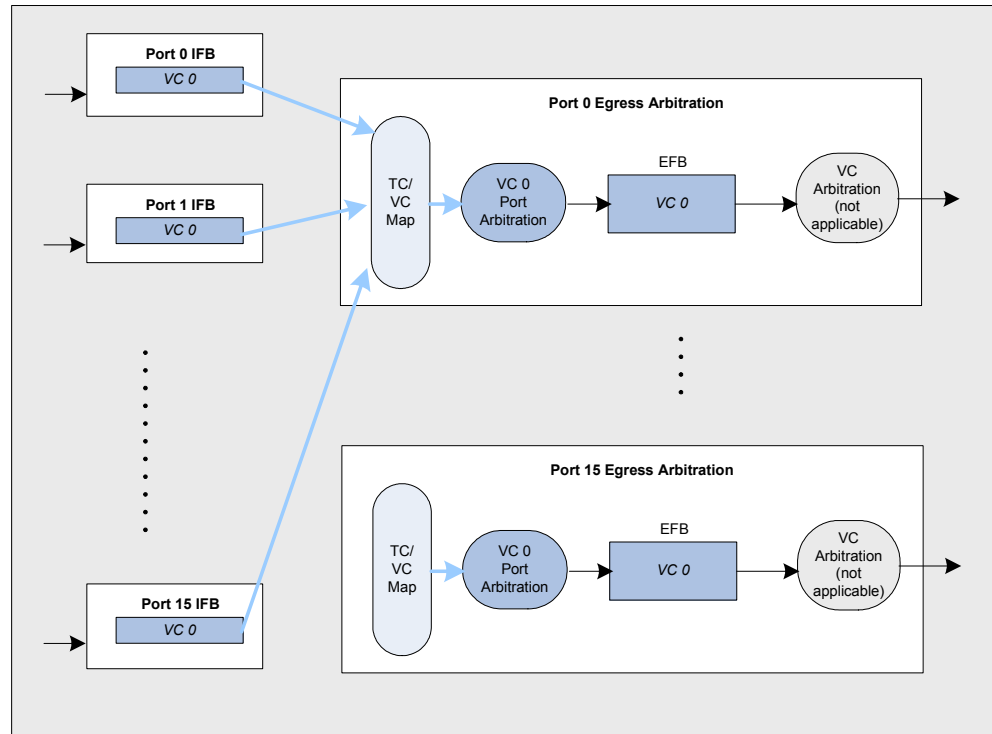 Port 0 IFB
VC 0
Port 1 IFB
VC 0
Port 15 IFB
VC 0
Port 0 Egress Arbitration
TC/
VC
Map
VC 0
Port
Arbitration
EFB
VC 0
VC
Arbitration
(not
applicable)
Port 15 Egress Arbitration
TC/
VC
Map
VC 0
Port
Arbitration
EFB
VC 0
VC
Arbitration
(not
applicable)